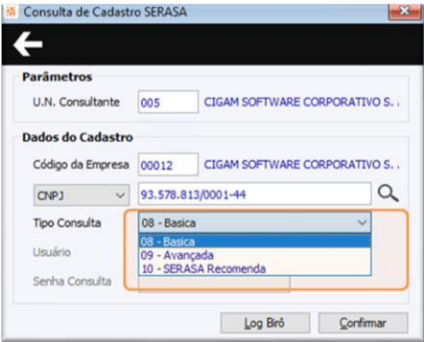 Consulta de Cadastro SERASA
Parâmetros
U.N. Consultante 005 CIGAM SOFTWARE CORPORATIVO S. .
Dados do Cadastro
Código da Empresa 00012 CIGAM SOFTWARE CORPORATIVO S. .
CNPJ 93.578.813/0001-44
Tipo Consulta 08 - Basica
08 - Basica
09 - Avançada
Usuário
10 - SERASA Recomenda
Senha Consulta
Log Birô Confirmar